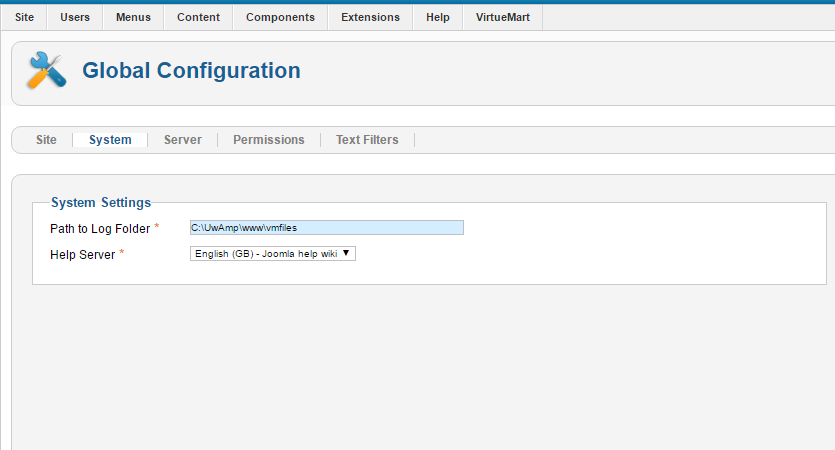 Site Users Menus Content Components Extensions Help VirtueMart
Global Configuration
Site System Server Permissions Text Filters
System Settings
Path to Log Folder * C:\UwAmp\www\vmfiles
Help Server * English (GB) - Joomla help wiki